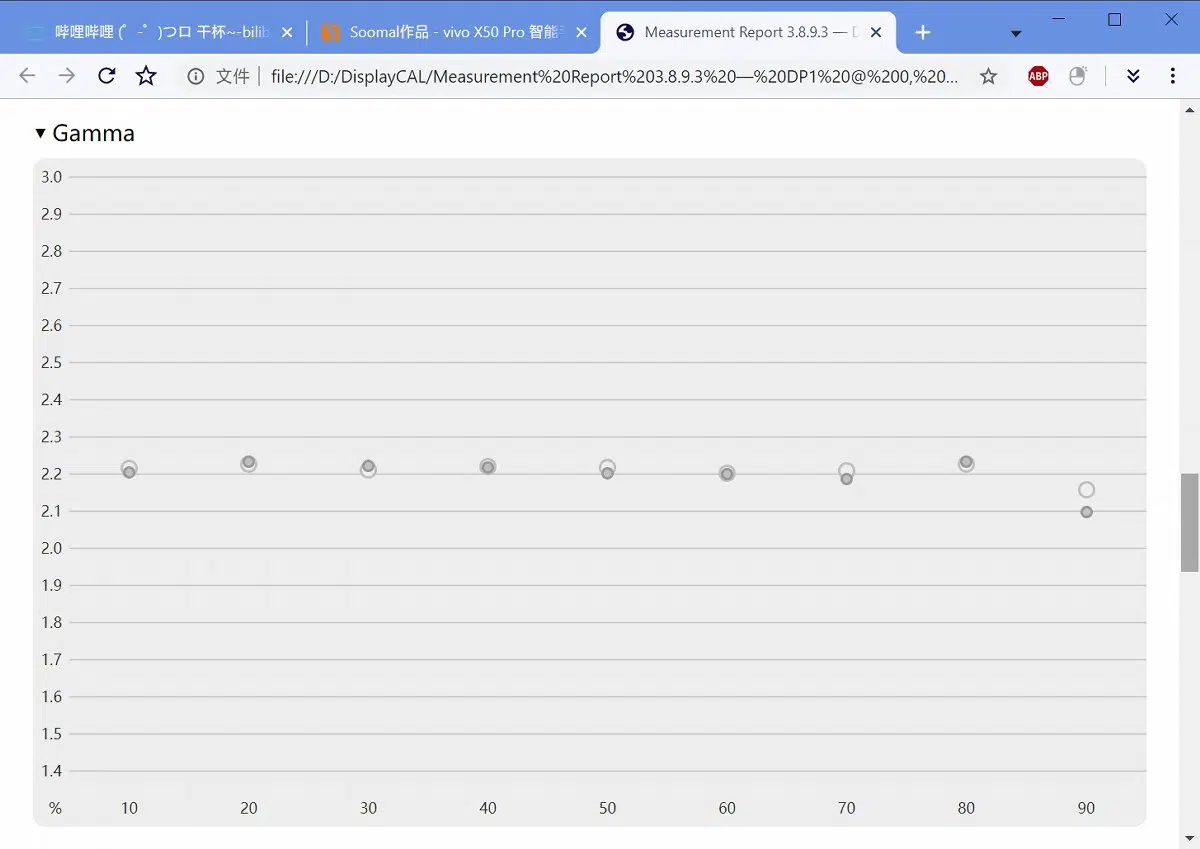 哔哩哔哩 (゜-゜)つロ 干杯~-bilib
Soomal作品 - vivo X50 Pro 智能手
Measurement Report 3.8.9.3 — D
文件
file:///D:/DisplayCAL/Measurement%20Report%203.8.9.3%20—%20DP1%20@%200,%20...
ABP
Gamma
3.0
2.9
2.8
2.7
2.6
2.5
2.4
2.3
2.2
2.1
2.0
1.9
1.8
1.7
1.6
1.5
1.4
% 10 20 30 40 50 60 70 80 90